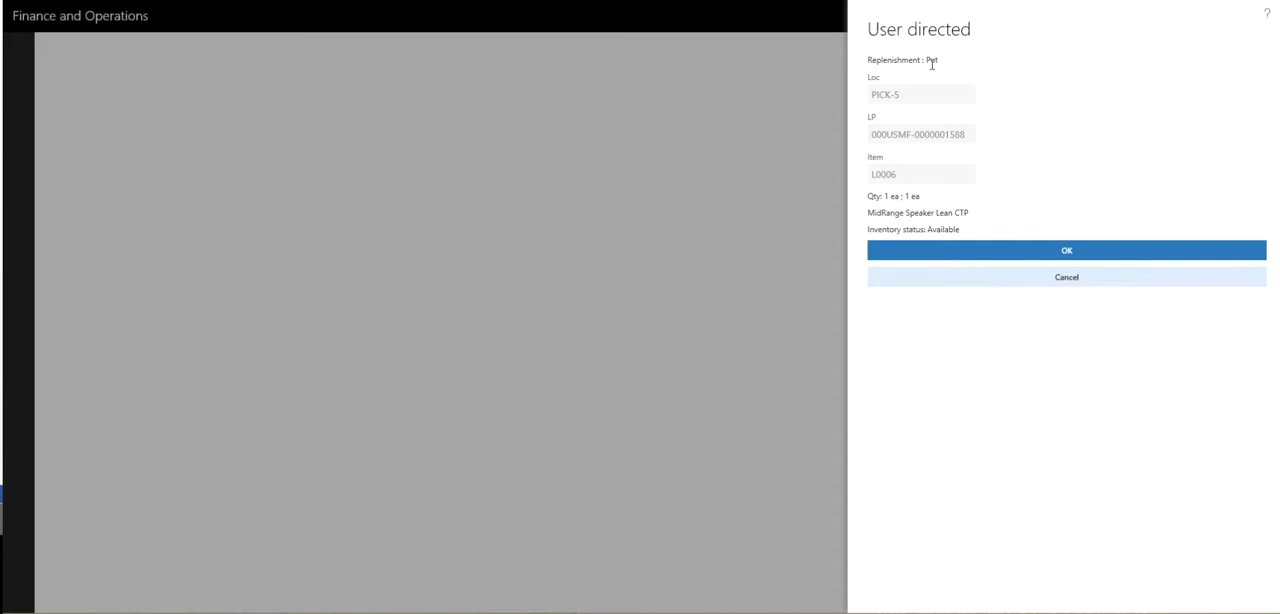 Finance and Operations
?
User directed
Replenishment : Put
Loc
PICK-5
LP
000USMF-0000001588
Item
L0006
Qty: 1 ea ; 1 ea
MidRange Speaker Lean CTP
Inventory status: Available
OK
Cancel